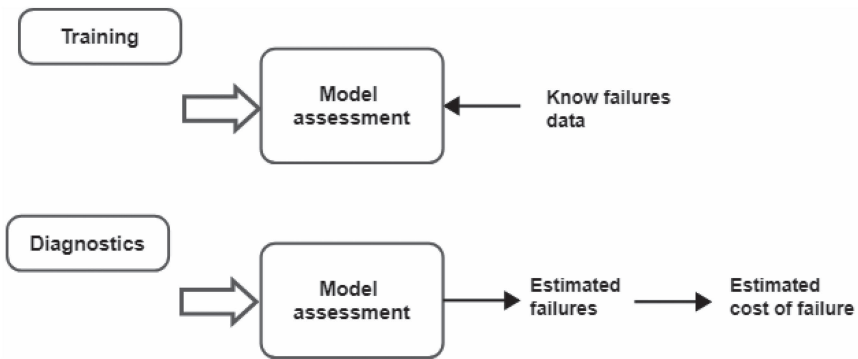 Training
Model
assessment
Know failures
data
Diagnostics
Model
assessment
Estimated
failures
Estimated
cost of failure